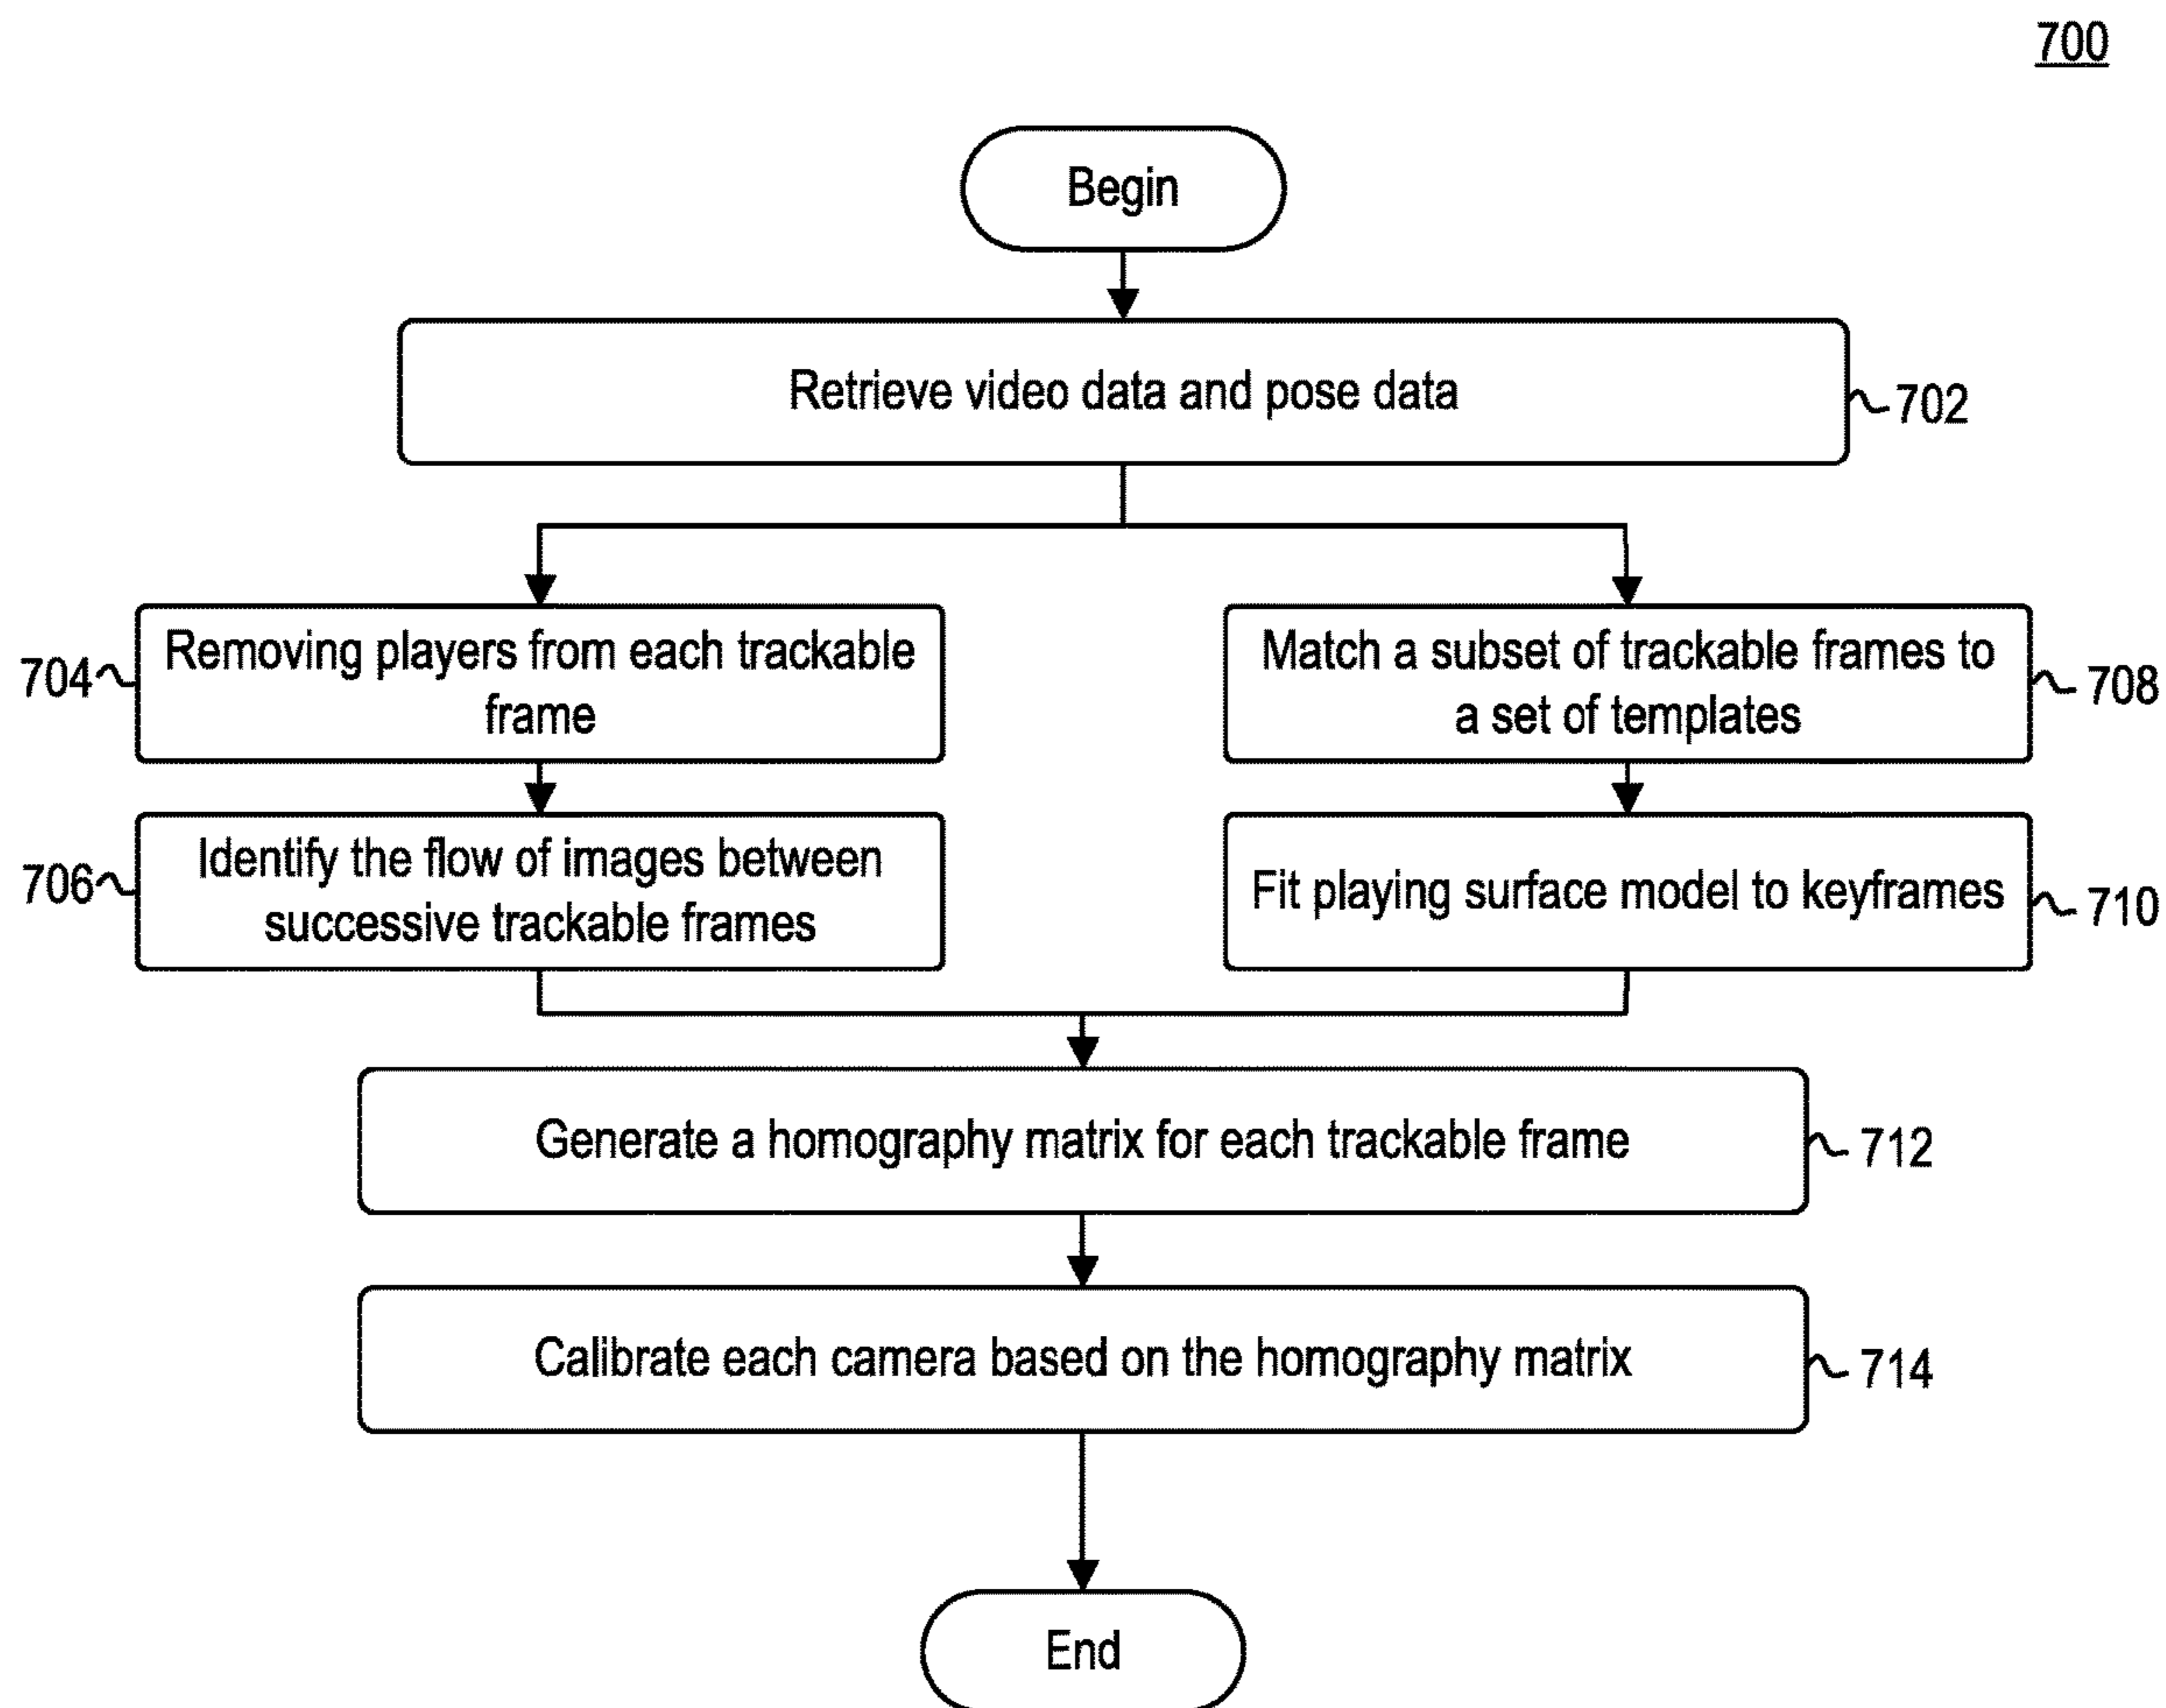 700
Begin
Retrieve video data and pose data
702
Removing players from each trackable
frame
704
Match a subset of trackable frames to
a set of templates
708
Identify the flow of images between
successive trackable frames
706
Fit playing surface model to keyframes
710
Generate a homography matrix for each trackable frame
712
Calibrate each camera based on the homography matrix
714
End